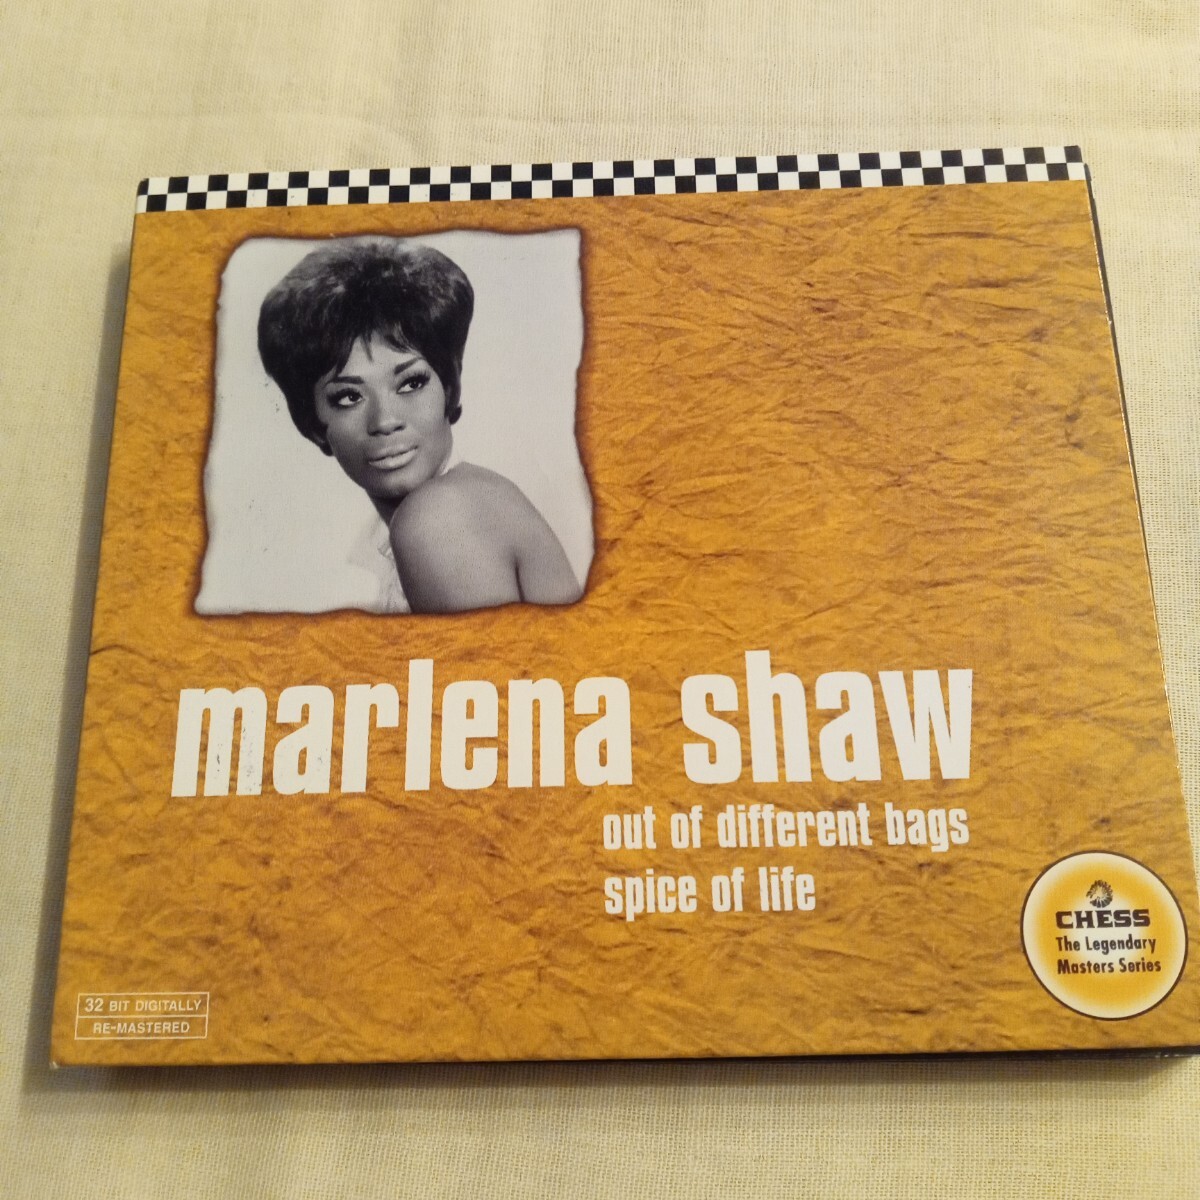 marlena shaw
out of different bags
spice of life
CHESS
The Legendary
Masters Series
32 BIT DIGITALLY
RE-MASTERED